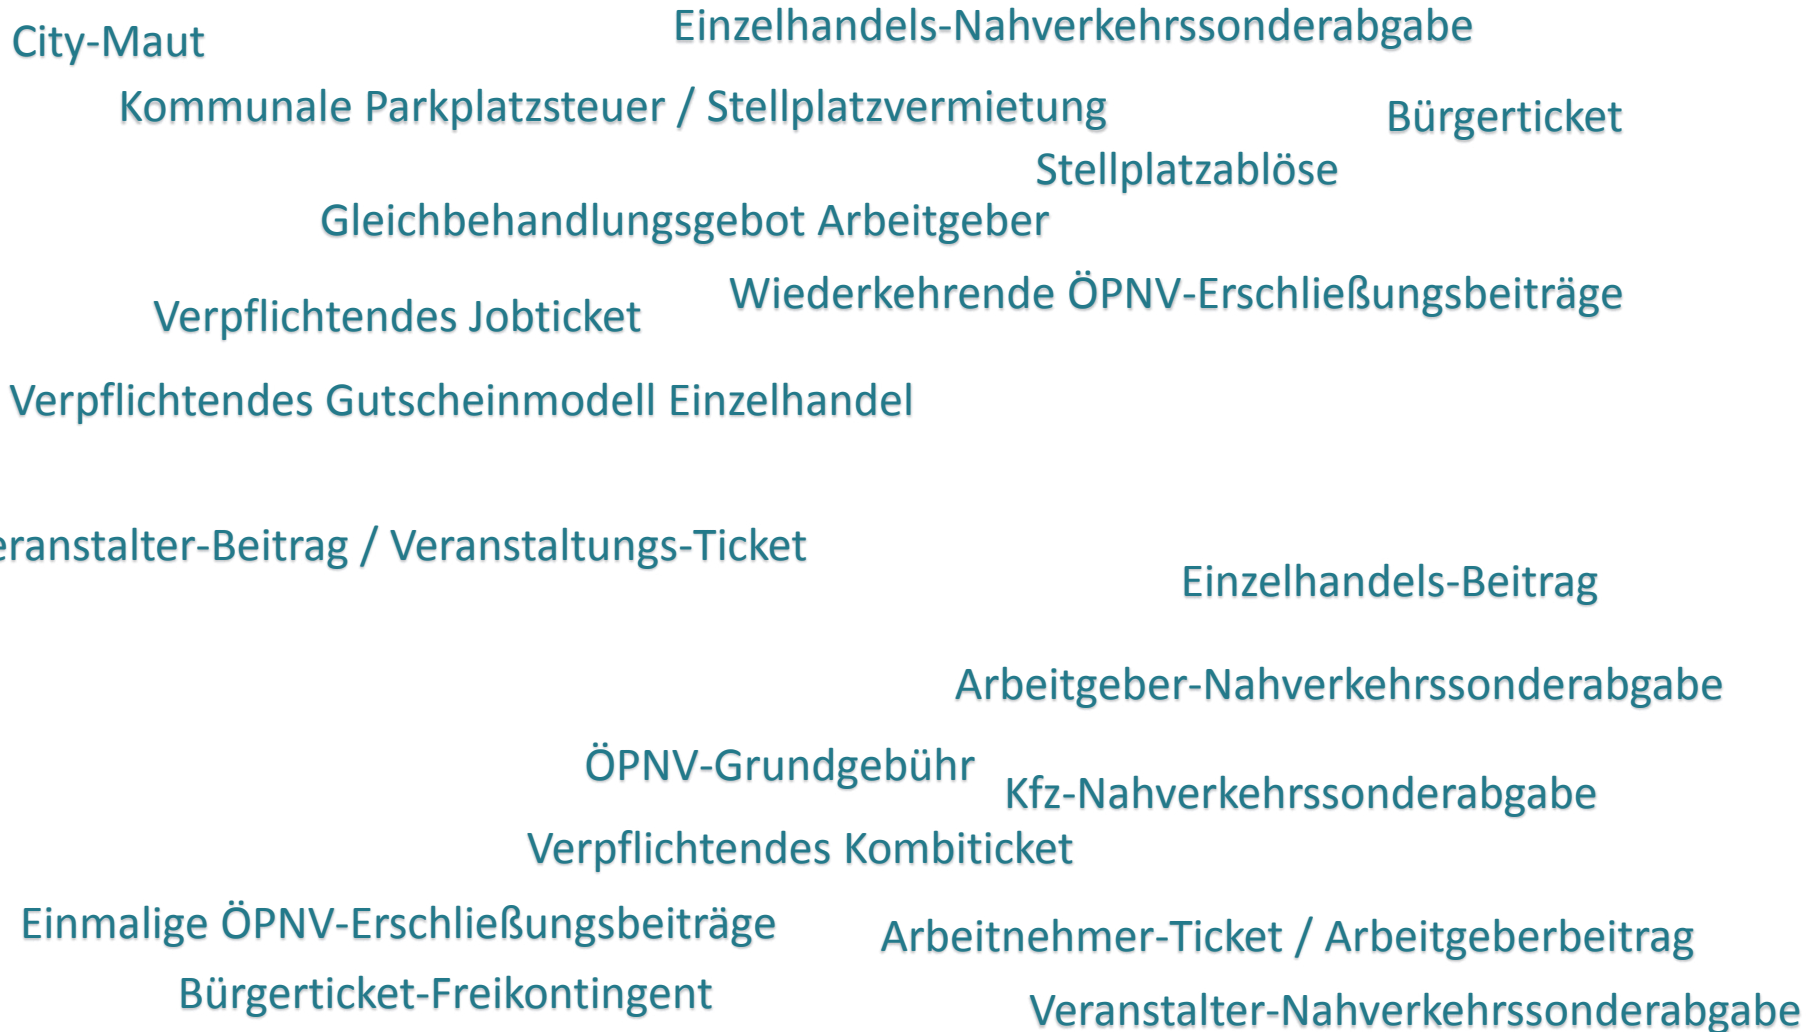 Einzelhandels-Nahverkehrssonderabgabe
City-Maut
Kommunale Parkplatzsteuer / Stellplatzvermietung
Bürgerticket
Stellplatzablöse
Gleichbehandlungsgebot Arbeitgeber
Wiederkehrende ÖPNV-Erschließungsbeiträge
Verpflichtendes Jobticket
Verpflichtendes Gutscheinmodell Einzelhandel
eranstalter-Beitrag / Veranstaltungs-Ticket
Einzelhandels-Beitrag
Arbeitgeber-Nahverkehrssonderabgabe
ÖPNV-Grundgebühr
Kfz-Nahverkehrssonderabgabe
Verpflichtendes Kombiticket
Einmalige ÖPNV-Erschließungsbeiträge
Arbeitnehmer-Ticket / Arbeitgeberbeitrag
Bürgerticket-Freikontingent
Veranstalter-Nahverkehrssonderabgabe